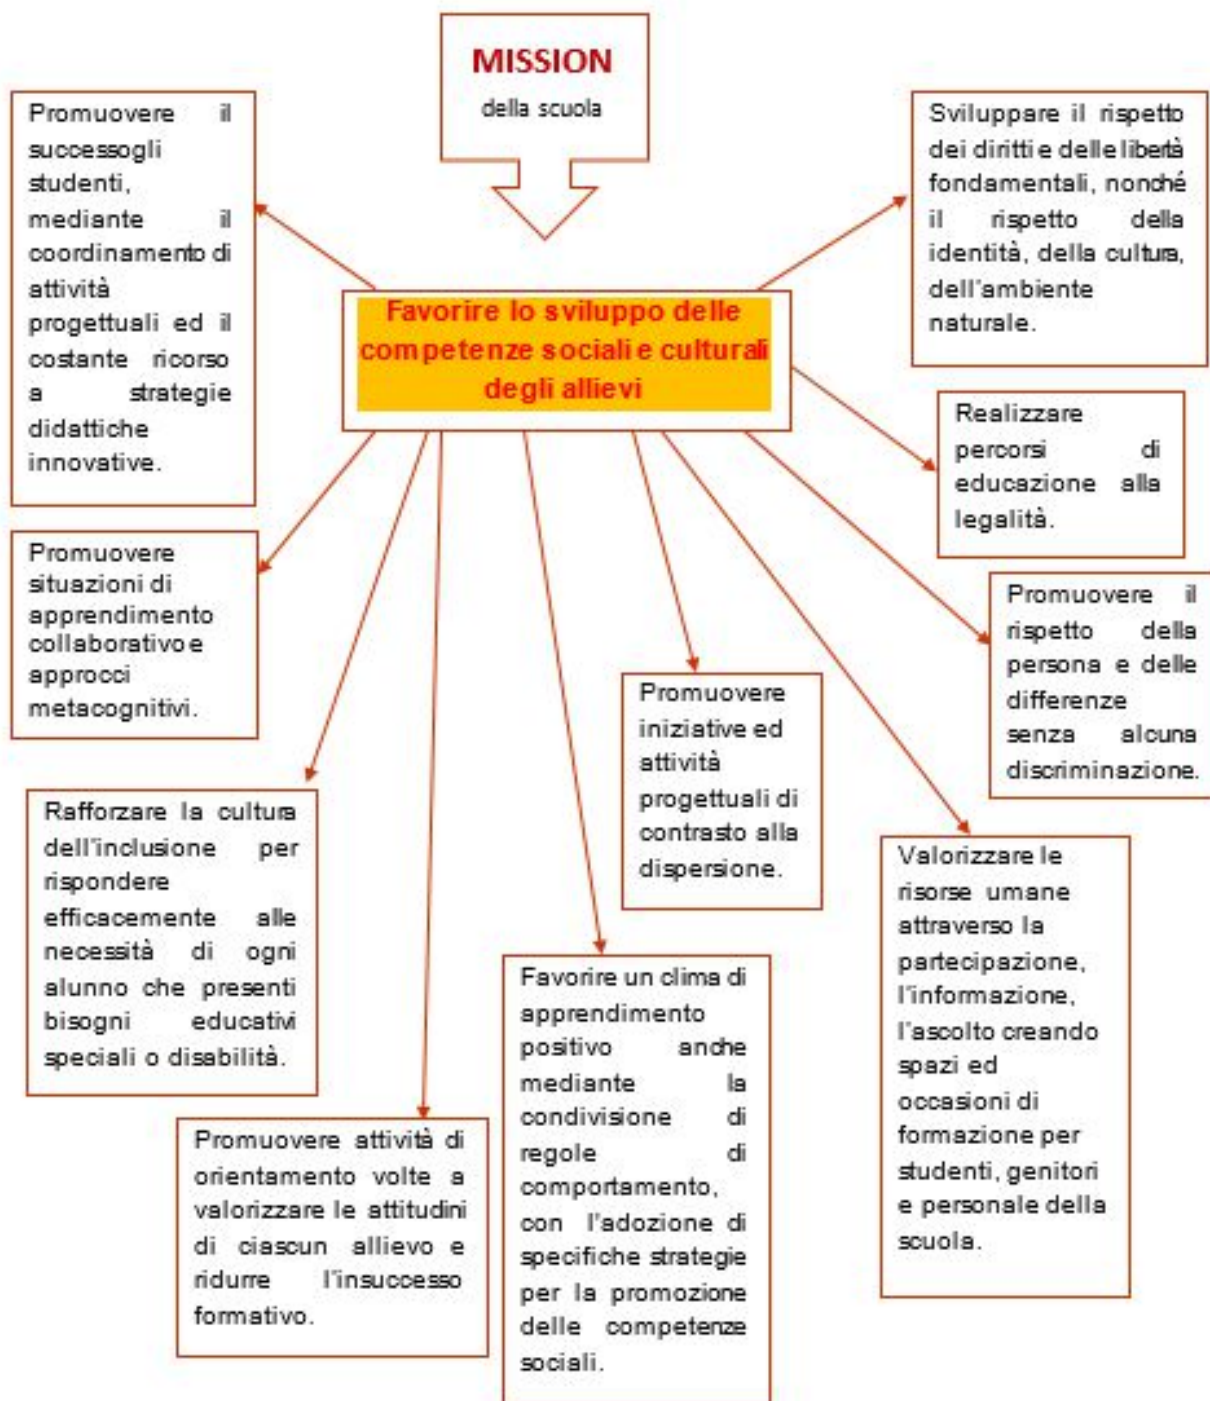 MISSION
della scuola
Promuovere il
successogli
studenti,
mediante il
coordinamento di
attività
progettuali ed il
costante ricorso
a strategie
didattiche
innovative.
Sviluppare il rispetto
dei diritti e delle libertà
fondamentali, nonché
il rispetto della
identità, della cultura,
dell'ambiente
naturale.
Favorire lo sviluppo delle
competenze sociali e culturali
degli allievi
Realizzare
percorsi di
educazione alla
legalità.
Promuovere
situazioni di
apprendimento
collaborativo e
approcci
metacognitivi.
Promuovere il
rispetto della
persona e delle
differenze
senza alcuna
discriminazione.
Promuovere
iniziative ed
attività
progettuali di
contrasto alla
dispersione.
Rafforzare la cultura
dell'inclusione per
rispondere
efficacemente alle
necessità di ogni
alunno che presenti
bisogni educativi
speciali o disabilità.
Valorizzare le
risorse umane
attraverso la
partecipazione,
l'informazione,
l'ascolto creando
spazi ed
occasioni di
formazione per
studenti, genitori
e personale della
scuola.
Favorire un clima di
apprendimento
positivo anche
mediante la
condivisione di
regole di
comportamento,
con l'adozione di
specifiche strategie
per la promozione
delle competenze
sociali.
Promuovere attività di
orientamento volte a
valorizzare le attitudini
di ciascun allievo e
ridurre l'insuccesso
formativo.